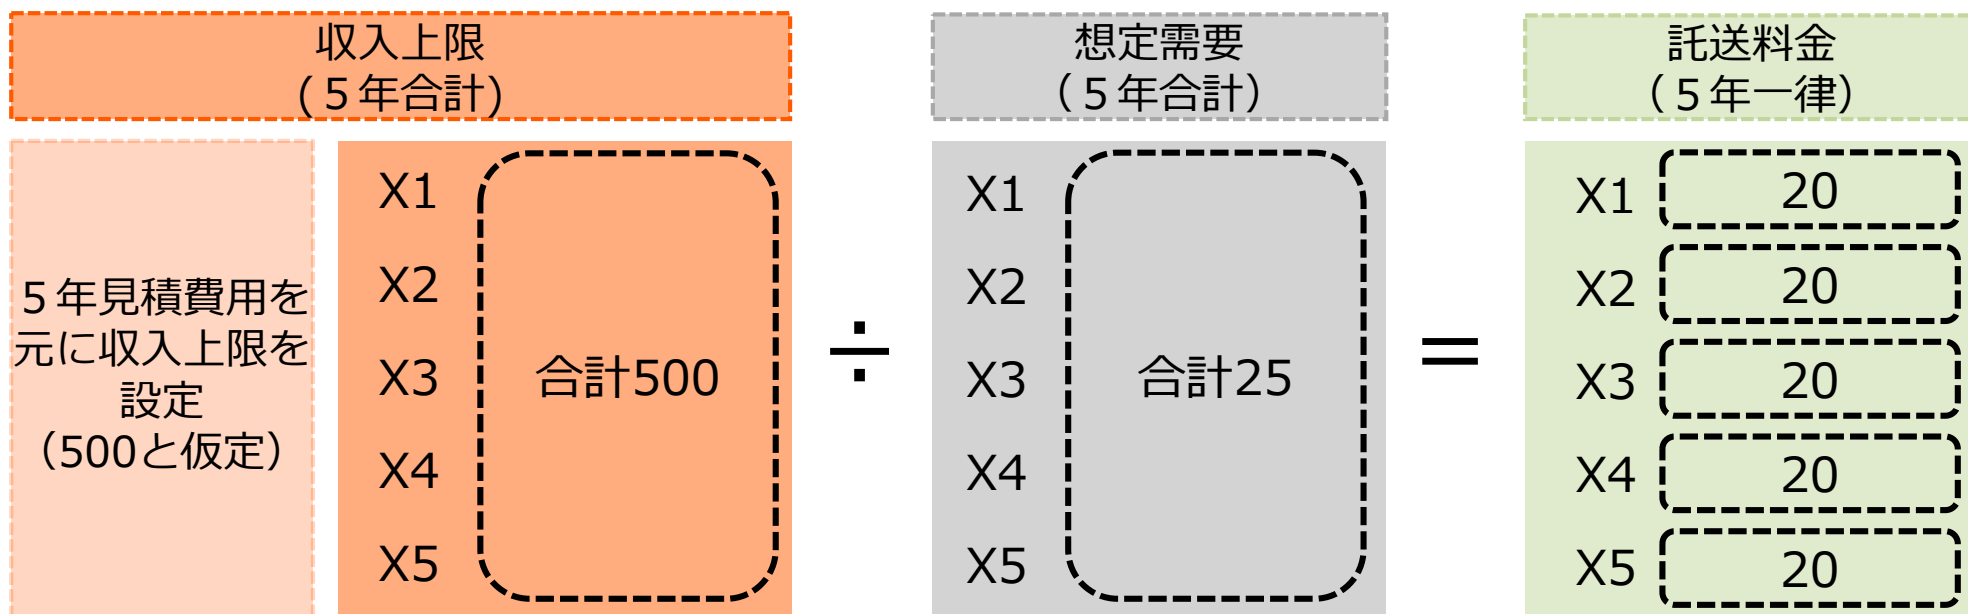 収入上限
(５年合計)
想定需要
（５年合計）
託送料金
（５年一律）
５年見積費用を
元に収入上限を
設定
（500と仮定）
X1
X2
X3
X4
X5
合計500
÷
X1
X2
X3
X4
X5
合計25
＝
X1 20
X2 20
X3 20
X4 20
X5 20